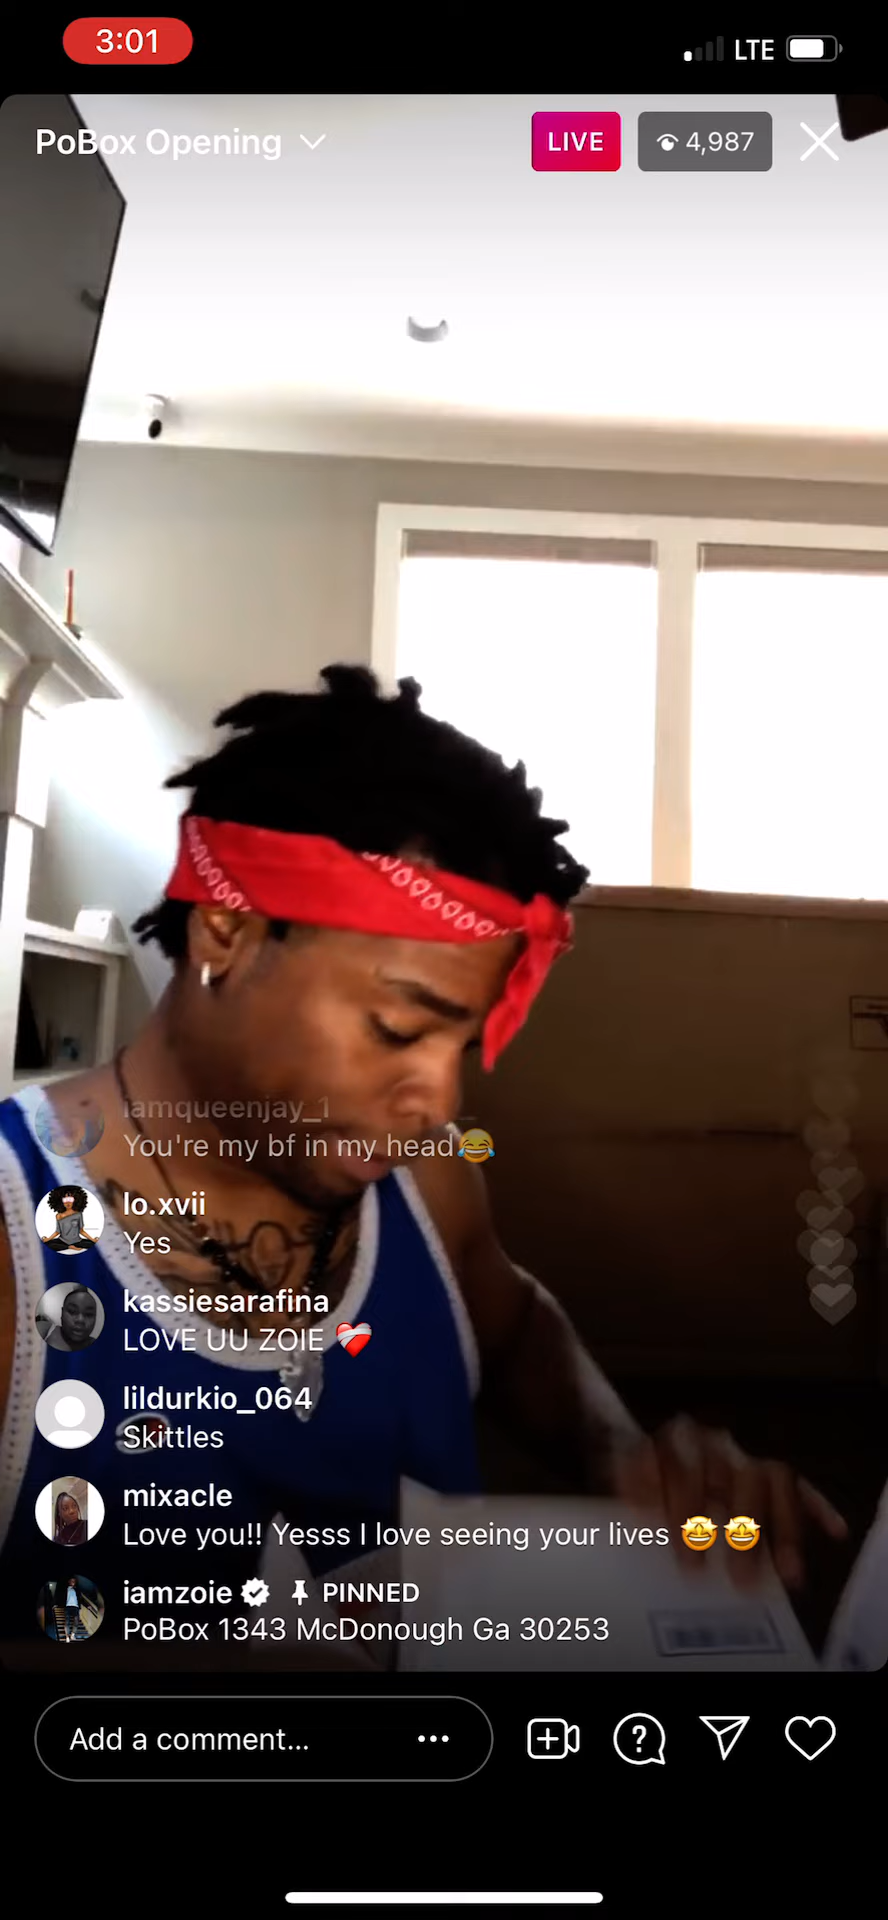 3:01
LTE
PoBox Opening
LIVE
4,987
iamqueenjay_1
You're my bf in my head😂
lo.xvii
Yes
kassiesarafina
LOVE UU ZOIE ❤️‍🩹
lildurkio_064
Skittles
mixacle
Love you!! Yesss I love seeing your lives 🤩🤩
iamzoie PINNED
PoBox 1343 McDonough Ga 30253
Add a comment...